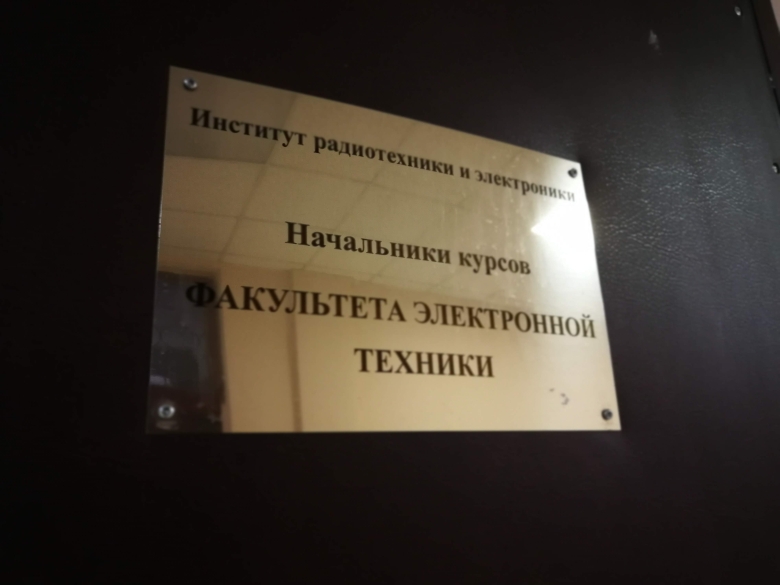 Институт радиотехники и электроники
Начальники курсов
ФАКУЛЬТЕТА ЭЛЕКТРОННОЙ
ТЕХНИКИ